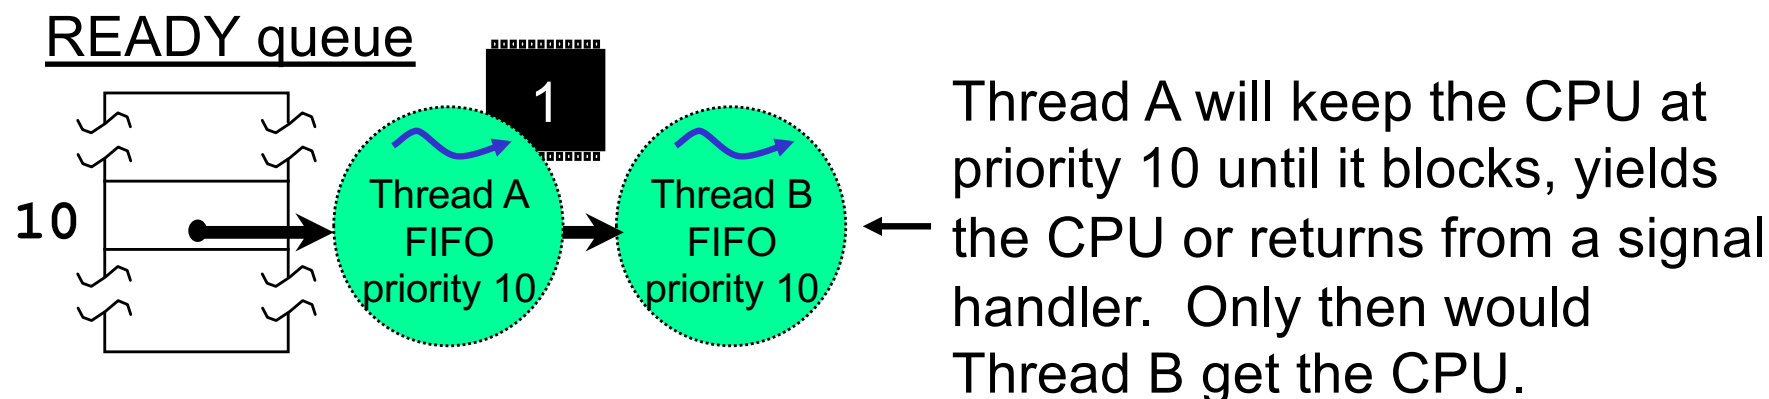 READY queue
1
10
Thread A
FIFO
priority 10
Thread B
FIFO
priority 10
Thread A will keep the CPU at
priority 10 until it blocks, yields
the CPU or returns from a signal
handler.  Only then would
Thread B get the CPU.